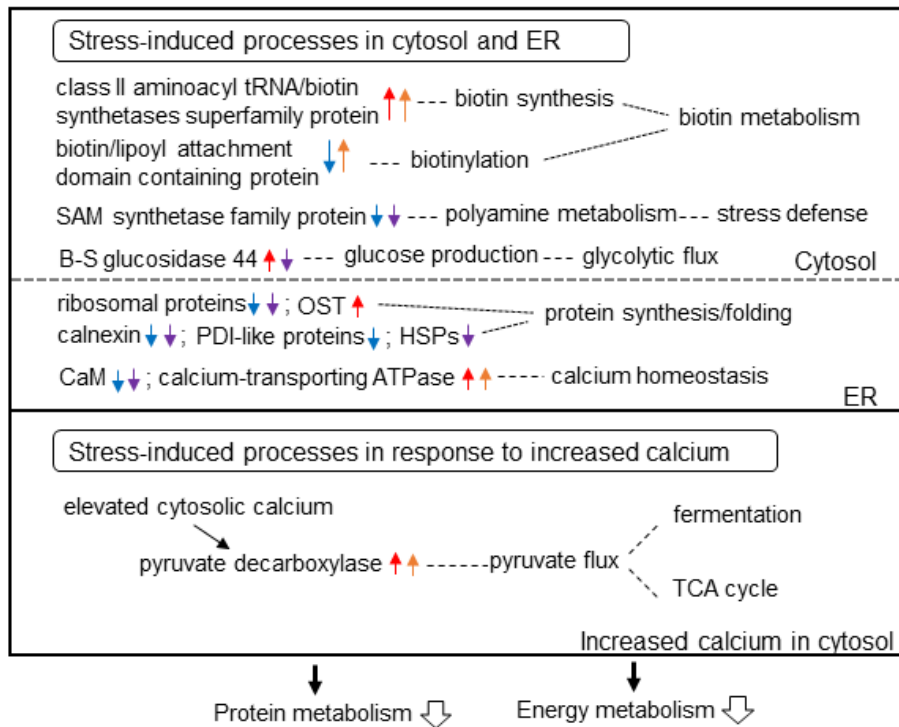 Stress-induced processes in cytosol and ER
class II aminoacyl tRNA/biotin
synthetases superfamily protein
biotin synthesis
biotin metabolism
biotin/lipoyl attachment
domain containing protein
biotinylation
SAM synthetase family protein
polyamine metabolism
stress defense
B-S glucosidase 44
glucose production
glycolytic flux
Cytosol
ribosomal proteins ; OST
protein synthesis/folding
calnexin ; PDI-like proteins ; HSPs
CaM ; calcium-transporting ATPase
calcium homeostasis
ER
Stress-induced processes in response to increased calcium
elevated cytosolic calcium
fermentation
pyruvate decarboxylase
pyruvate flux
TCA cycle
Increased calcium in cytosol
Protein metabolism
Energy metabolism